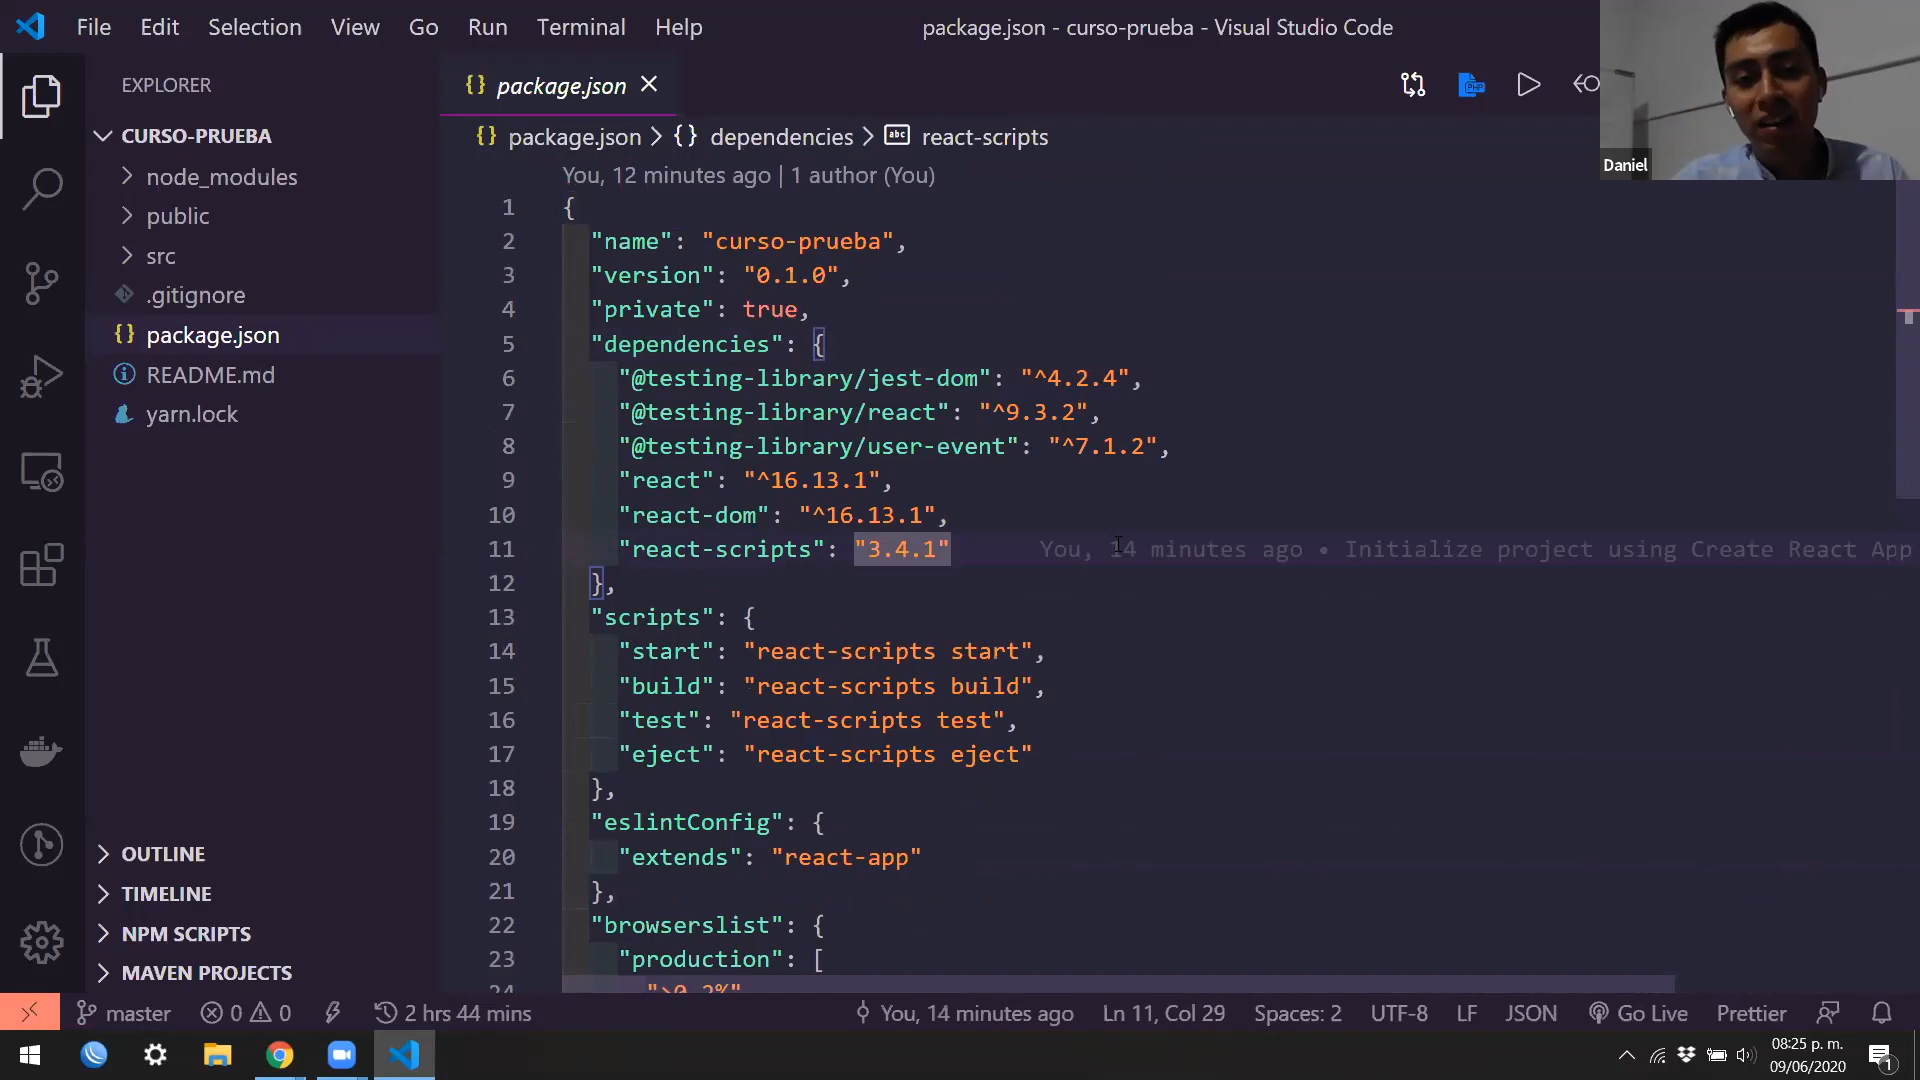 File Edit Selection View Go Run Terminal Help
package.json - curso-prueba - Visual Studio Code
EXPLORER
CURSO-PRUEBA
node_modules
public
src
.gitignore
{} package.json
README.md
yarn.lock
OUTLINE
TIMELINE
NPM SCRIPTS
MAVEN PROJECTS
{} package.json
PHP
{} package.json > {} dependencies > abc react-scripts
You, 12 minutes ago | 1 author (You)
1 {
2 "name": "curso-prueba",
3 "version": "0.1.0",
4 "private": true,
5 "dependencies": {
6 "@testing-library/jest-dom": "^4.2.4",
7 "@testing-library/react": "^9.3.2",
8 "@testing-library/user-event": "^7.1.2",
9 "react": "^16.13.1",
10 "react-dom": "^16.13.1",
11 "react-scripts": "3.4.1" You, 14 minutes ago • Initialize project using Create React App
12 },
13 "scripts": {
14 "start": "react-scripts start",
15 "build": "react-scripts build",
16 "test": "react-scripts test",
17 "eject": "react-scripts eject"
18 },
19 "eslintConfig": {
20 "extends": "react-app"
21 },
22 "browserslist": {
23 "production": [
24 ">0.2%"
Daniel
master 0 0 2 hrs 44 mins You, 14 minutes ago Ln 11, Col 29 Spaces: 2 UTF-8 LF JSON Go Live Prettier
08:25 p. m.
09/06/2020
1